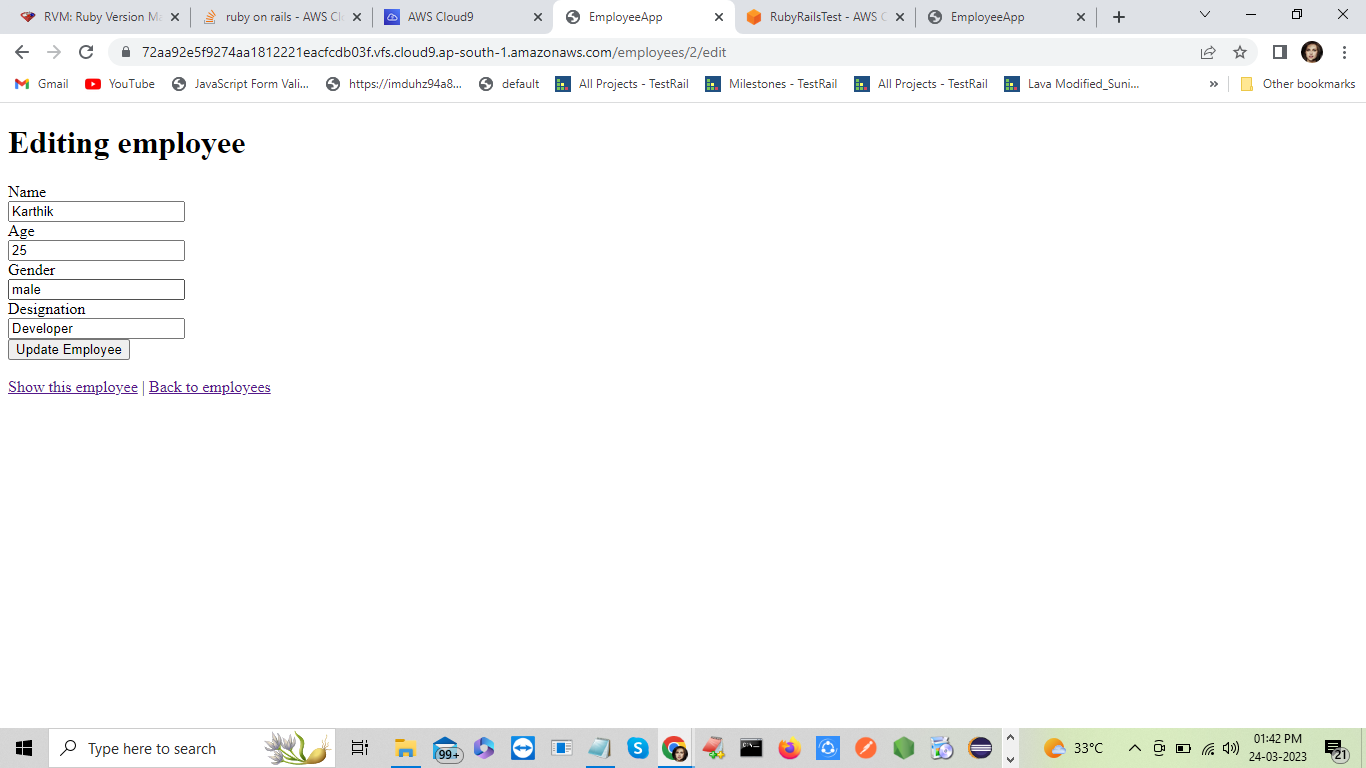 RVM: Ruby Version Ma
ruby on rails - AWS Cl
AWS Cloud9
EmployeeApp
RubyRailsTest - AWS C
EmployeeApp
72aa92e5f9274aa1812221eacfcdb03f.vfs.cloud9.ap-south-1.amazonaws.com/employees/2/edit
Gmail
YouTube
JavaScript Form Vali...
https://imduhz94a8...
default
All Projects - TestRail
Milestones - TestRail
All Projects - TestRail
Lava Modified_Suni...
»
Other bookmarks
Editing employee
Name
Karthik
Age
25
Gender
male
Designation
Developer
Update Employee
Show this employee | Back to employees
Type here to search
99+
33°C
01:42 PM
24-03-2023
21